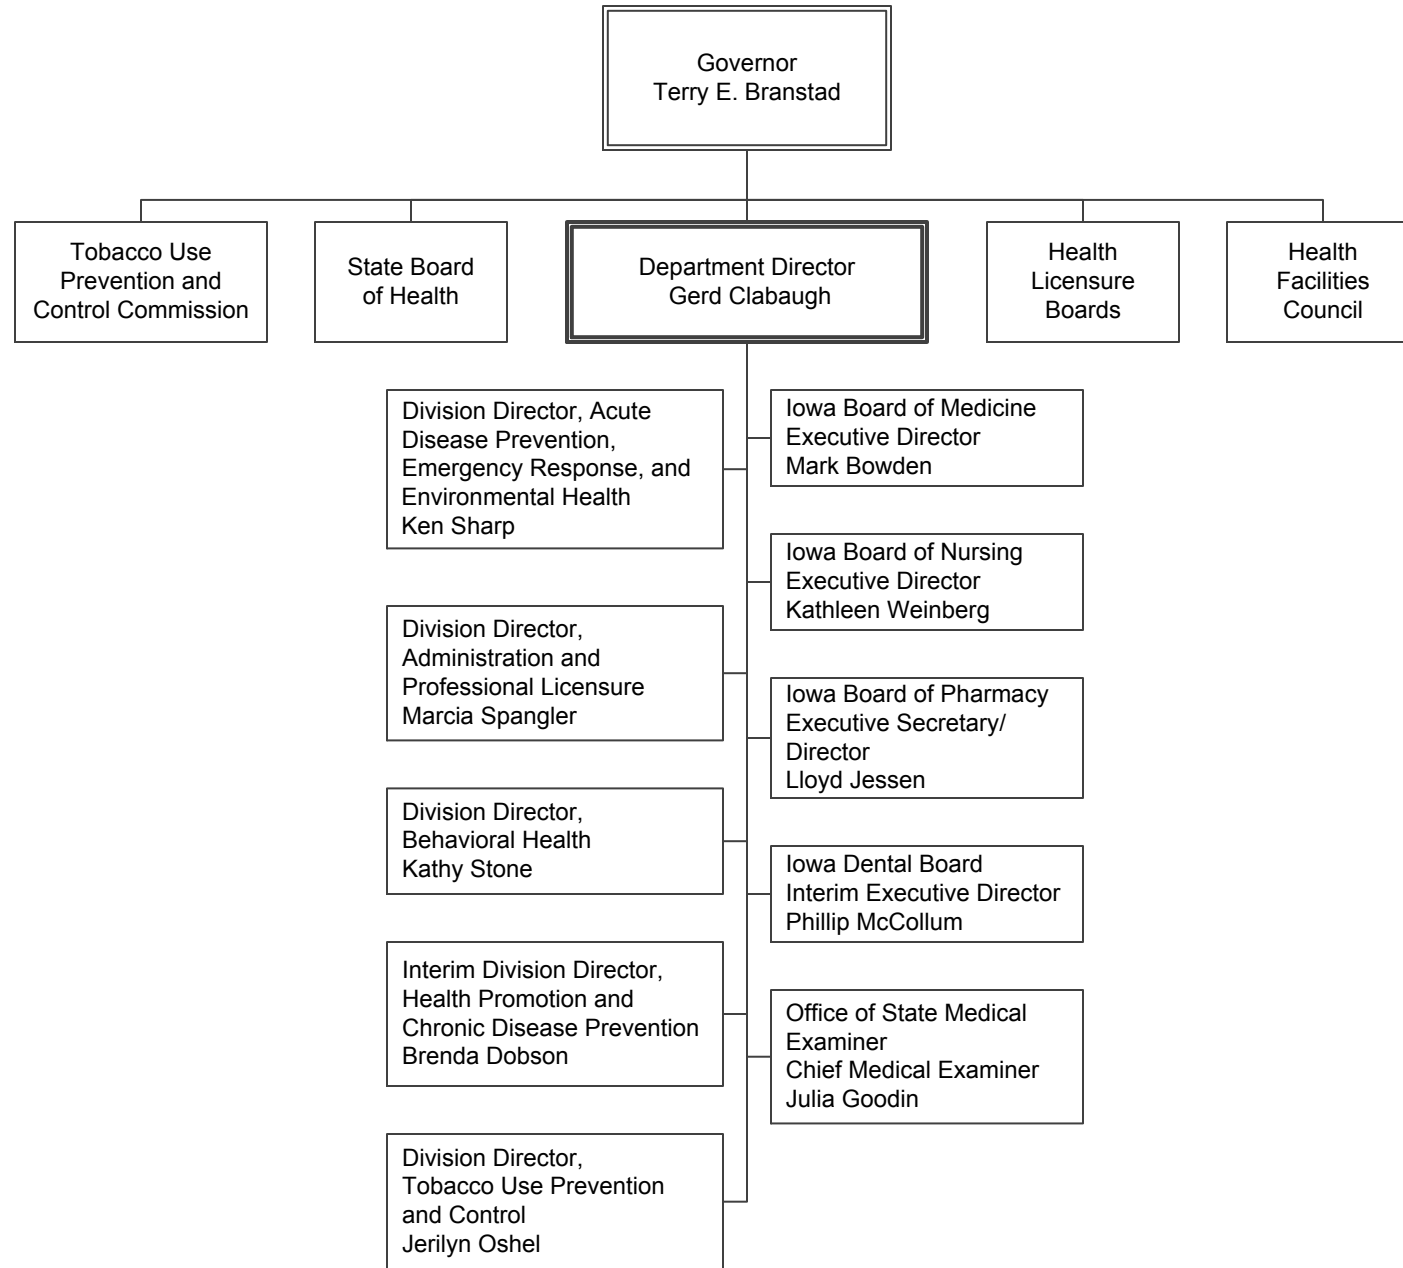 Governor
Terry E. Branstad
Tobacco Use
Prevention and
Control Commission
State Board
of Health
Department Director
Gerd Clabaugh
Health
Licensure
Boards
Health
Facilities
Council
Division Director, Acute
Disease Prevention,
Emergency Response, and
Environmental Health
Ken Sharp
Iowa Board of Medicine
Executive Director
Mark Bowden
Iowa Board of Nursing
Executive Director
Kathleen Weinberg
Division Director,
Administration and
Professional Licensure
Marcia Spangler
Iowa Board of Pharmacy
Executive Secretary/
Director
Lloyd Jessen
Division Director,
Behavioral Health
Kathy Stone
Iowa Dental Board
Interim Executive Director
Phillip McCollum
Interim Division Director,
Health Promotion and
Chronic Disease Prevention
Brenda Dobson
Office of State Medical
Examiner
Chief Medical Examiner
Julia Goodin
Division Director,
Tobacco Use Prevention
and Control
Jerilyn Oshel